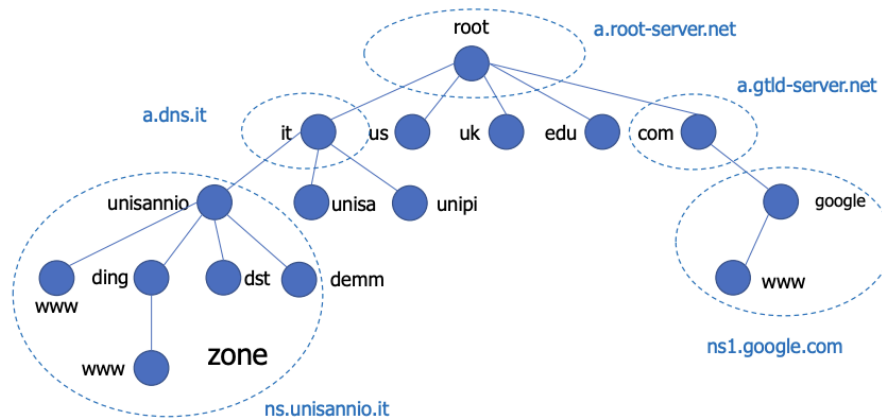 root
a.root-server.net
a.gtld-server.net
a.dns.it
it
us
uk
edu
com
unisannio
unisa
unipi
google
www
ding
dst
demm
www
www
zone
ns1.google.com
ns.unisannio.it